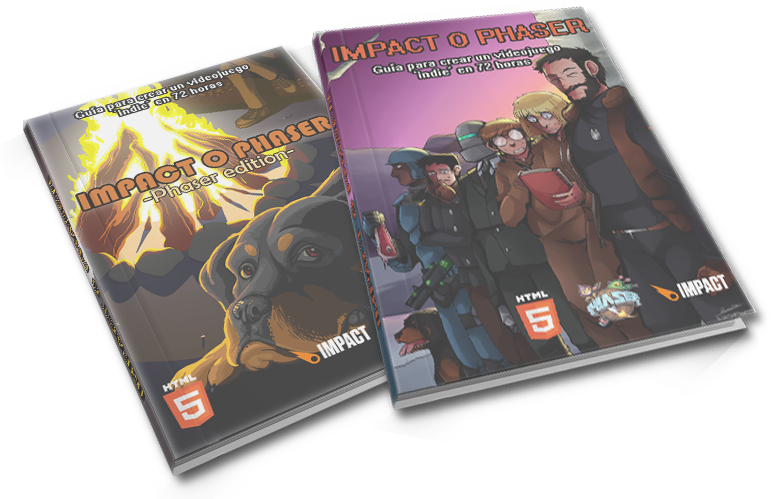 Guía para crear un videojuego
'indie' en 72 horas
IMPACT O PHASER
-Phaser edition-
HTML
5
IMPACT
IMPACT O PHASER
Guía para crear un videojuego
'indie' en 72 horas
HTML
5
PHASER
IMPACT